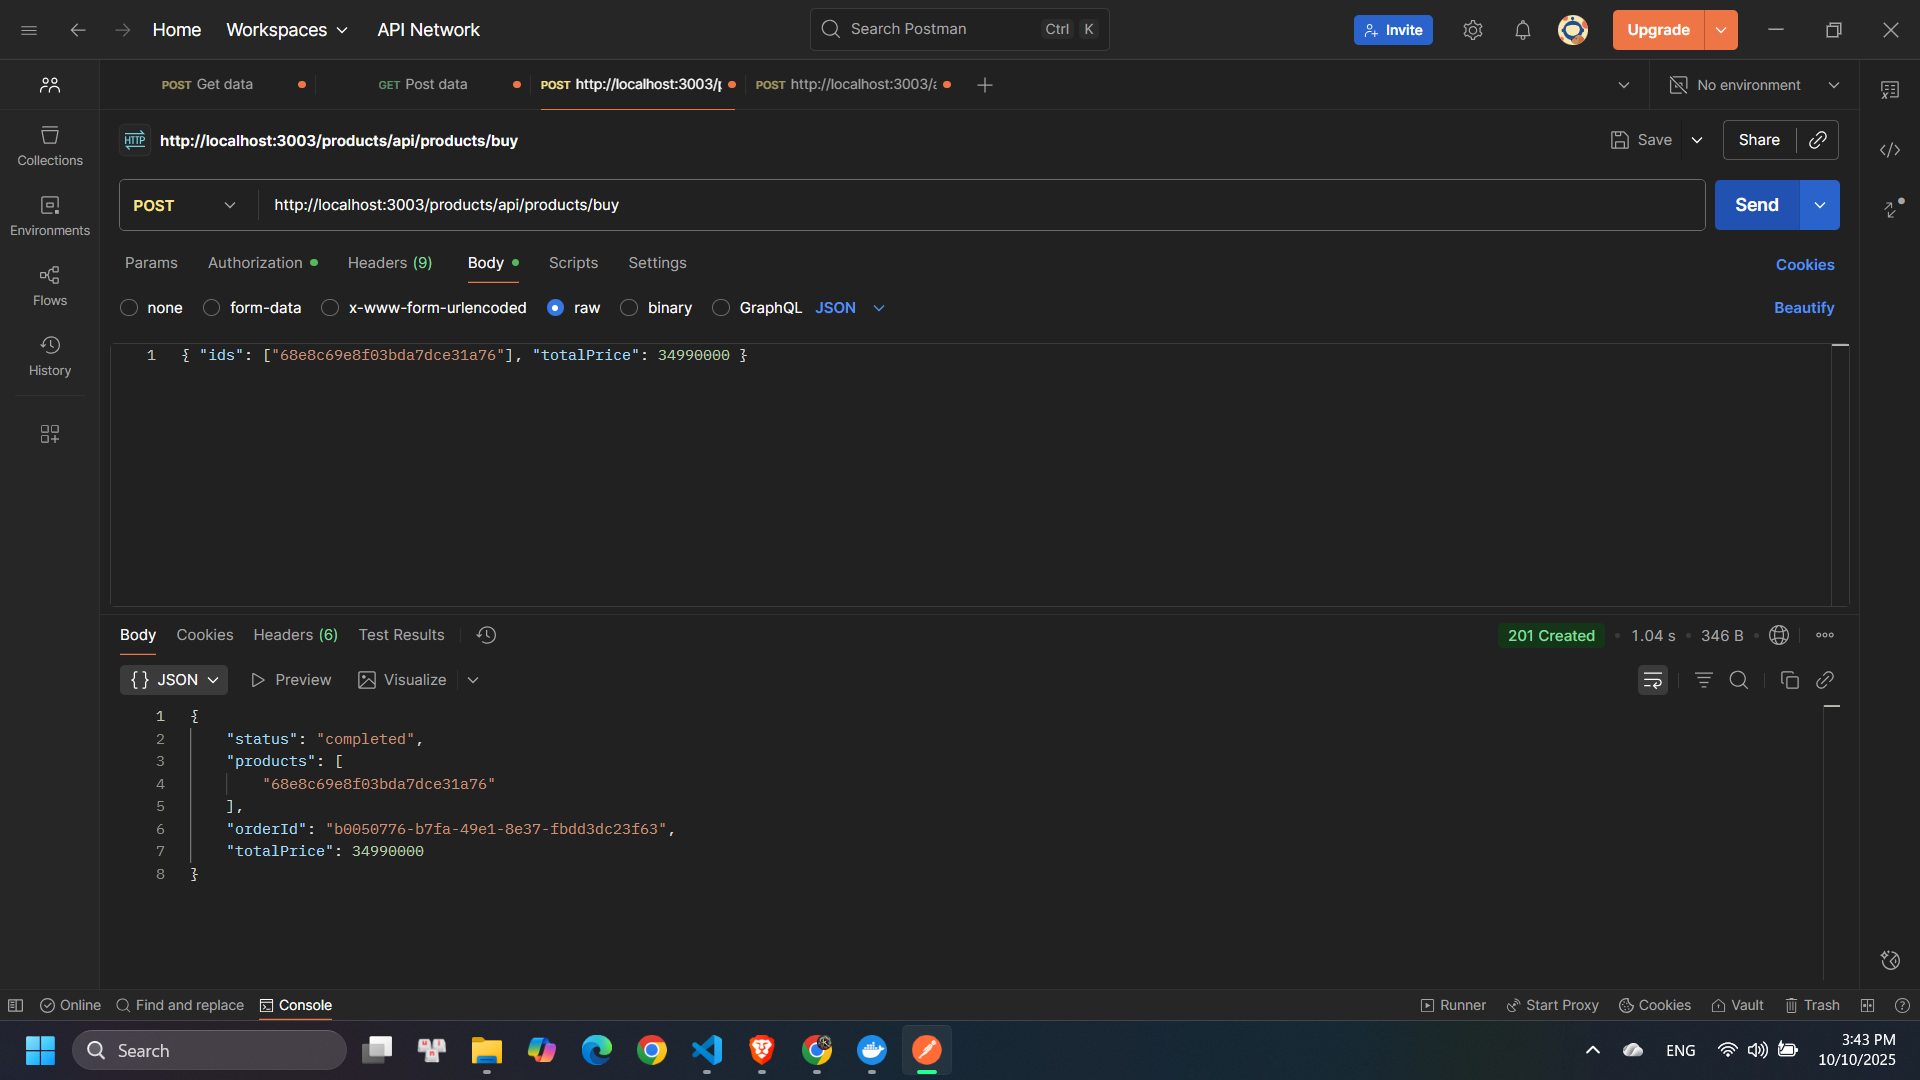 Home Workspaces API Network Search Postman Ctrl K Invite Upgrade
POST Get data GET Post data POST http://localhost:3003/p POST http://localhost:3003/a No environment
HTTP http://localhost:3003/products/api/products/buy Save Share
POST http://localhost:3003/products/api/products/buy Send
Params Authorization Headers (9) Body Scripts Settings Cookies
none form-data x-www-form-urlencoded raw binary GraphQL JSON Beautify
Collections
Environments
Flows
History
1 { "ids": ["68e8c69e8f03bda7dce31a76"], "totalPrice": 34990000 }
Body Cookies Headers (6) Test Results 201 Created 1.04 s 346 B
{} JSON Preview Visualize
1 {
2 "status": "completed",
3 "products": [
4 "68e8c69e8f03bda7dce31a76"
5 ],
6 "orderId": "b0050776-b7fa-49e1-8e37-fbdd3dc23f63",
7 "totalPrice": 34990000
8 }
Online Find and replace Console Runner Start Proxy Cookies Vault Trash
Search ENG 3:43 PM
10/10/2025